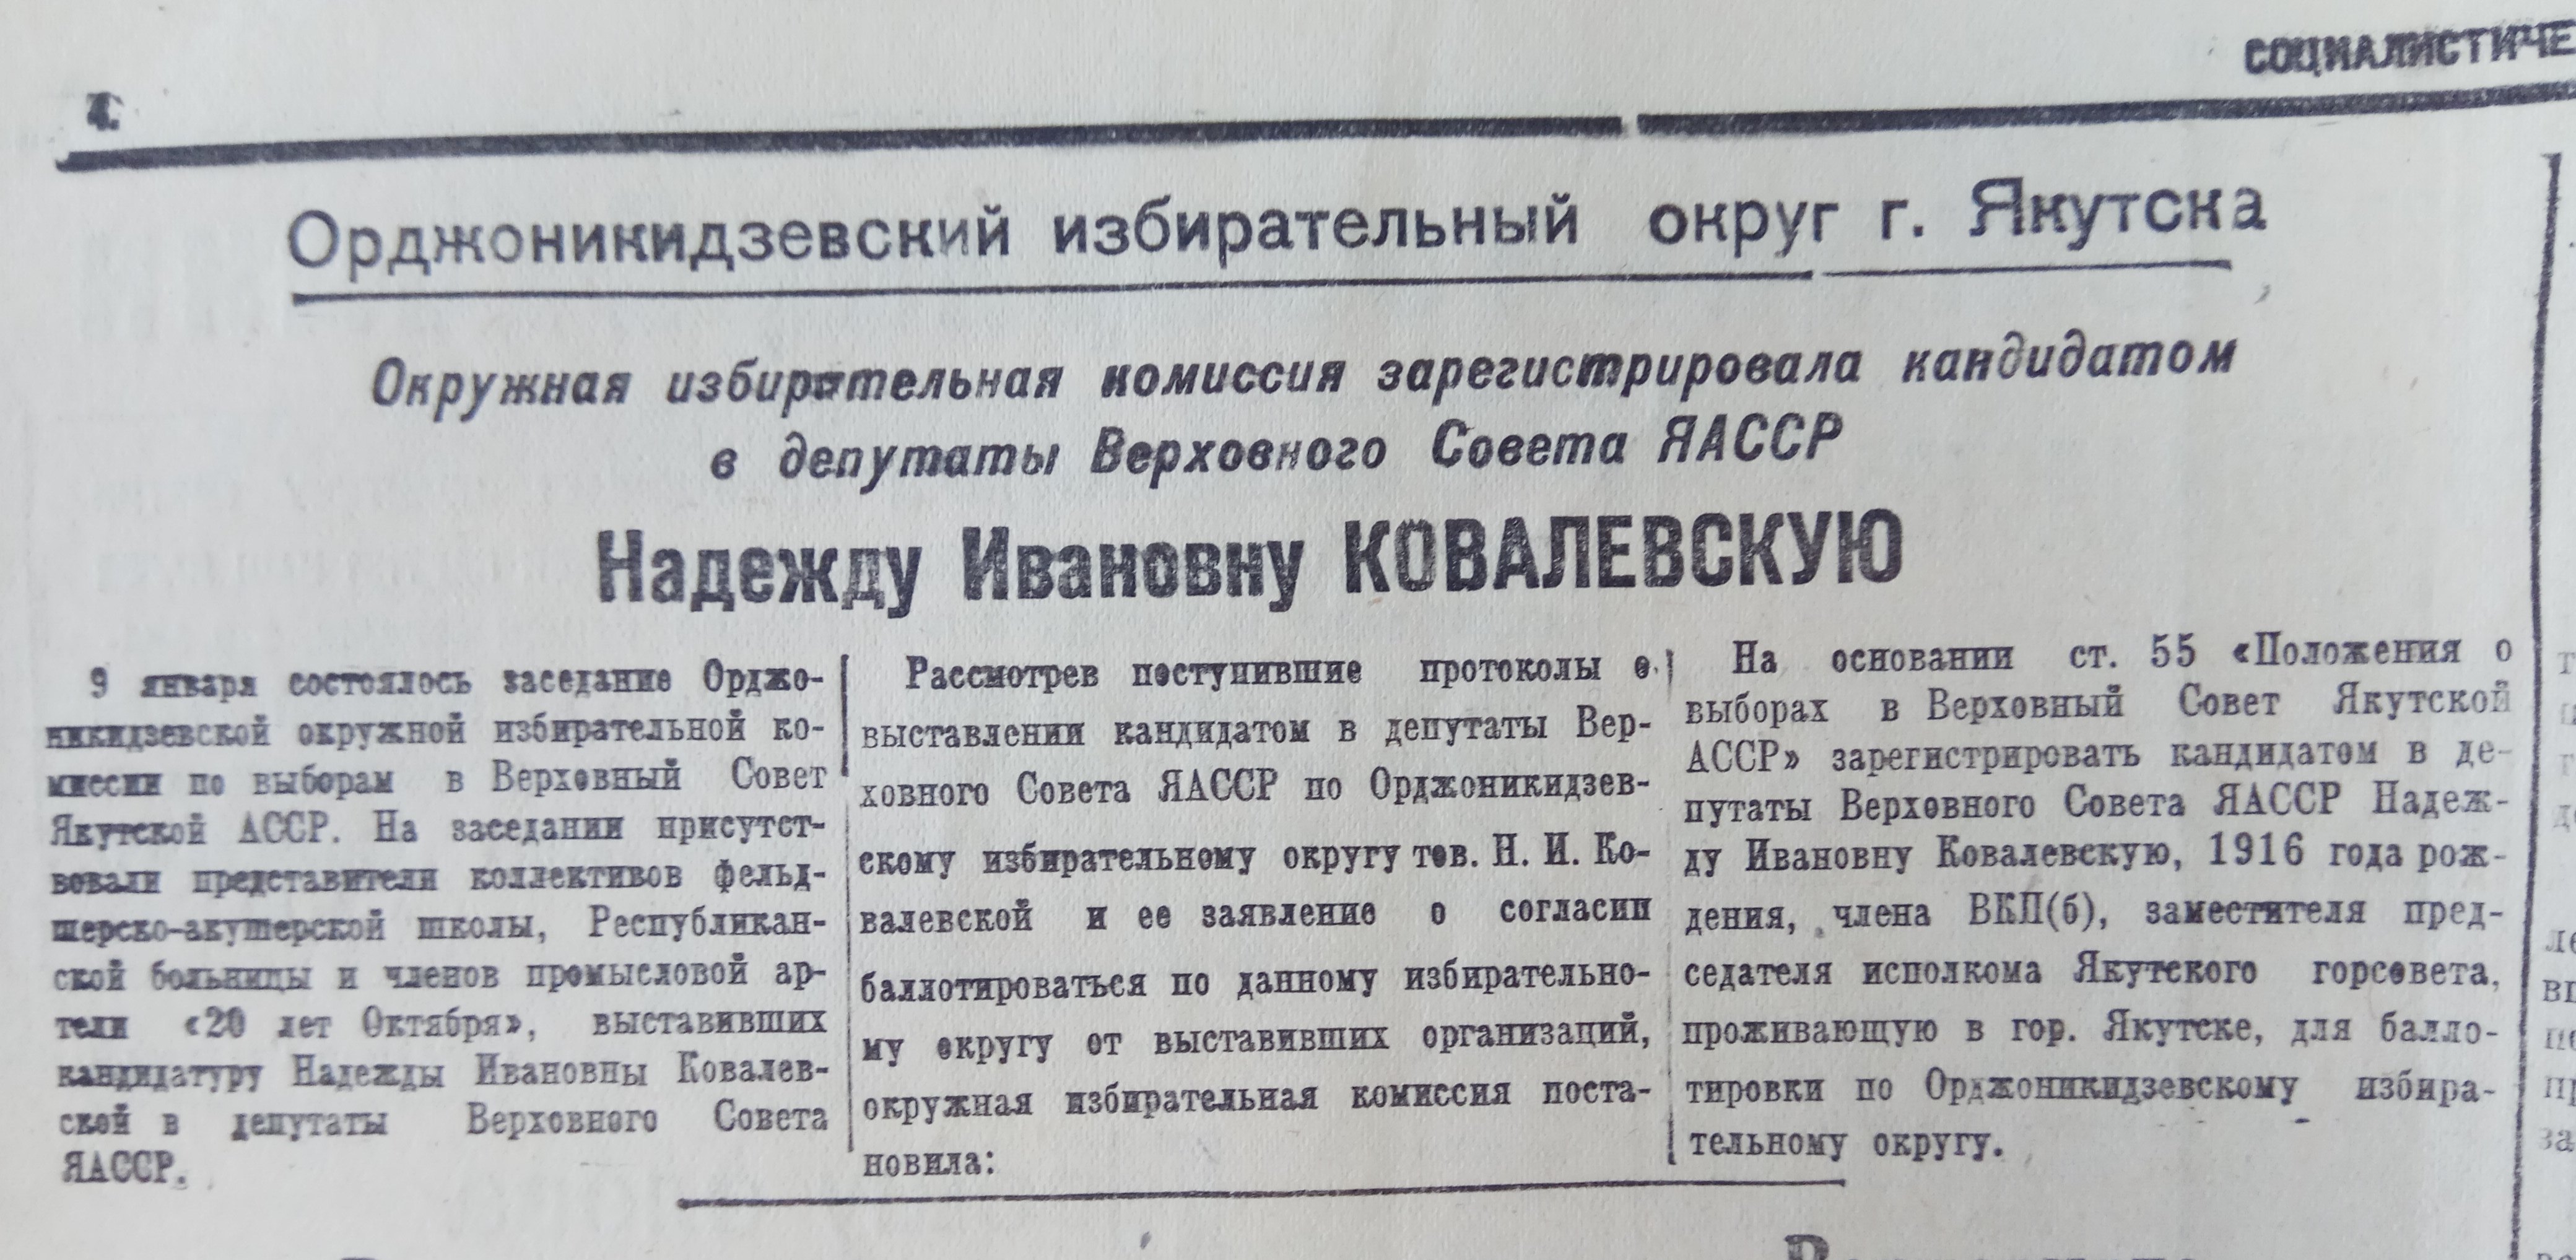 4.
СОЦИАЛИСТИЧЕ
Орджоникидзевский избирательный округ г. Якутска
Окружная избирательная комиссия зарегистрировала кандидатом
в депутаты Верховного Совета ЯАССР
Надежду Ивановну КОВАЛЕВСКУЮ
9 января состоялось заседание Орджо-
никидзевской окружной избирательной ко-
миссии по выборам в Верховный Совет
Якутской АССР. На заседании присутст-
вовали представители коллективов фельд-
шерско-акушерской школы, Республикан-
ской больницы и членов промысловой ар-
тели «20 лет Октября», выставивших
кандидатуру Надежды Ивановны Ковалев-
ской в депутаты Верховного Совета
ЯАССР.
Рассмотрев поступившие протоколы о
выставлении кандидатом в депутаты Вер-
ховного Совета ЯАССР по Орджоникидзев-
скому избирательному округу тов. Н. И. Ко-
валевской и ее заявление о согласии
баллотироваться по данному избирательно-
му округу от выставивших организаций,
окружная избирательная комиссия поста-
новила:
На основании ст. 55 «Положения о
выборах в Верховный Совет Якутской
АССР» зарегистрировать кандидатом в де-
путаты Верховного Совета ЯАССР Надеж-
ду Ивановну Ковалевскую, 1916 года рож-
дения, члена ВКП(б), заместителя пред-
седателя исполкома Якутского горсовета,
проживающую в гор. Якутске, для балло-
тировки по Орджоникидзевскому избира-
тельному округу.